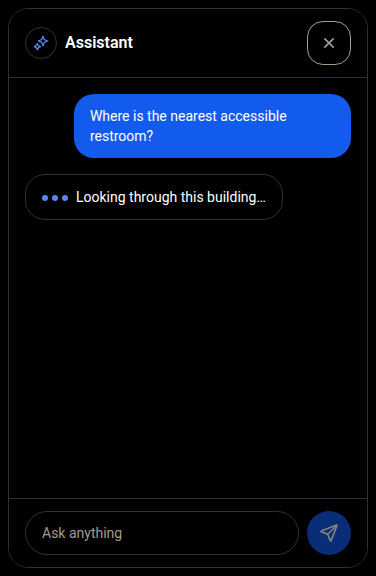 Assistant
Where is the nearest accessible
restroom?
Looking through this building...
Ask anything